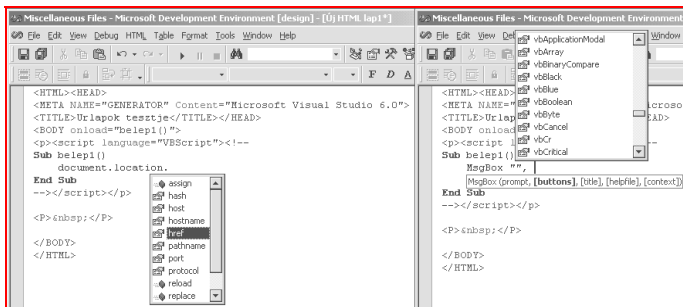 Miscellaneous Files - Microsoft Development Environment [design] - [Új HTML lap1*]
File Edit View Debug HTML Table Format Tools Window Help
F D A
<HTML><HEAD>
<META NAME="GENERATOR" Content="Microsoft Visual Studio 6.0">
<TITLE>Urlapok tesztje</TITLE></HEAD>
<BODY onload="belep1()">
<p><script language="VBScript"><!--
Sub belep1()
document.location.
End Sub
--></script></p>
<P>&nbsp;</P>
</BODY>
</HTML>
assign
hash
host
hostname
href
pathname
port
protocol
reload
replace
Miscellaneous Files - Microsoft Development Environment
File Edit View Window
F D
<HTML><HEAD>
<META NAME=
<TITLE>Urlap
<BODY onload
<p><script l
Sub belep1()
MsgBox "",
End Sub
--></script></p>
<P>&nbsp;</P>
</BODY>
</HTML>
vbApplicationModal
vbArray
vbBinaryCompare
vbBlack
vbBlue
vbBoolean
vbByte
vbCancel
vbCr
vbCritical
MsgBox (prompt, [buttons], [title], [helpfile], [context])